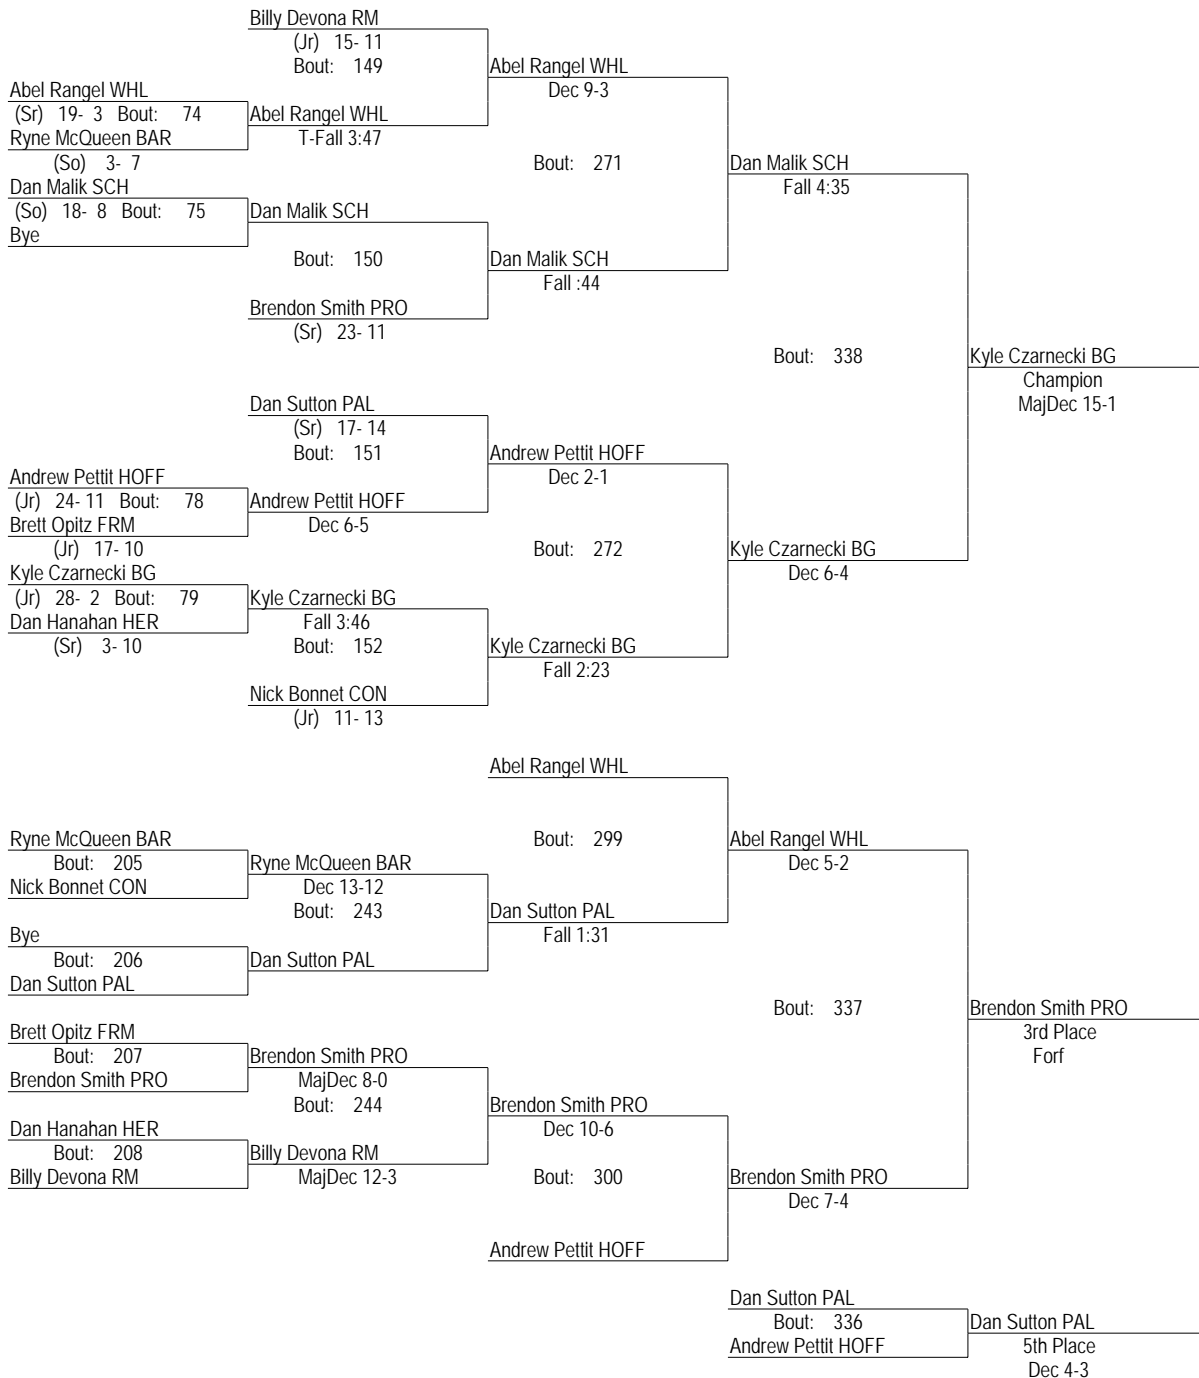 Billy Devona RM
(Jr) 15- 11
Bout: 149
Abel Rangel WHL
Dec 9-3
Abel Rangel WHL
(Sr) 19- 3 Bout: 74
Abel Rangel WHL
Ryne McQueen BAR
T-Fall 3:47
(So) 3- 7
Bout: 271
Dan Malik SCH
Fall 4:35
Dan Malik SCH
(So) 18- 8 Bout: 75
Dan Malik SCH
Bye
Bout: 150
Dan Malik SCH
Fall :44
Brendon Smith PRO
(Sr) 23- 11
Bout: 338
Kyle Czarnecki BG
Champion
MajDec 15-1
Dan Sutton PAL
(Sr) 17- 14
Bout: 151
Andrew Pettit HOFF
Dec 2-1
Andrew Pettit HOFF
(Jr) 24- 11 Bout: 78
Andrew Pettit HOFF
Brett Opitz FRM
Dec 6-5
(Jr) 17- 10
Bout: 272
Kyle Czarnecki BG
Dec 6-4
Kyle Czarnecki BG
(Jr) 28- 2 Bout: 79
Kyle Czarnecki BG
Dan Hanahan HER
Fall 3:46
(Sr) 3- 10
Bout: 152
Kyle Czarnecki BG
Fall 2:23
Nick Bonnet CON
(Jr) 11- 13
Abel Rangel WHL
Bout: 299
Abel Rangel WHL
Dec 5-2
Ryne McQueen BAR
Bout: 205
Ryne McQueen BAR
Nick Bonnet CON
Dec 13-12
Bout: 243
Dan Sutton PAL
Fall 1:31
Bye
Bout: 206
Dan Sutton PAL
Dan Sutton PAL
Bout: 337
Brendon Smith PRO
3rd Place
Forf
Brett Opitz FRM
Bout: 207
Brendon Smith PRO
Brendon Smith PRO
MajDec 8-0
Bout: 244
Brendon Smith PRO
Dec 10-6
Dan Hanahan HER
Bout: 208
Billy Devona RM
Billy Devona RM
MajDec 12-3
Bout: 300
Brendon Smith PRO
Dec 7-4
Andrew Pettit HOFF
Dan Sutton PAL
Bout: 336
Dan Sutton PAL
Andrew Pettit HOFF
5th Place
Dec 4-3